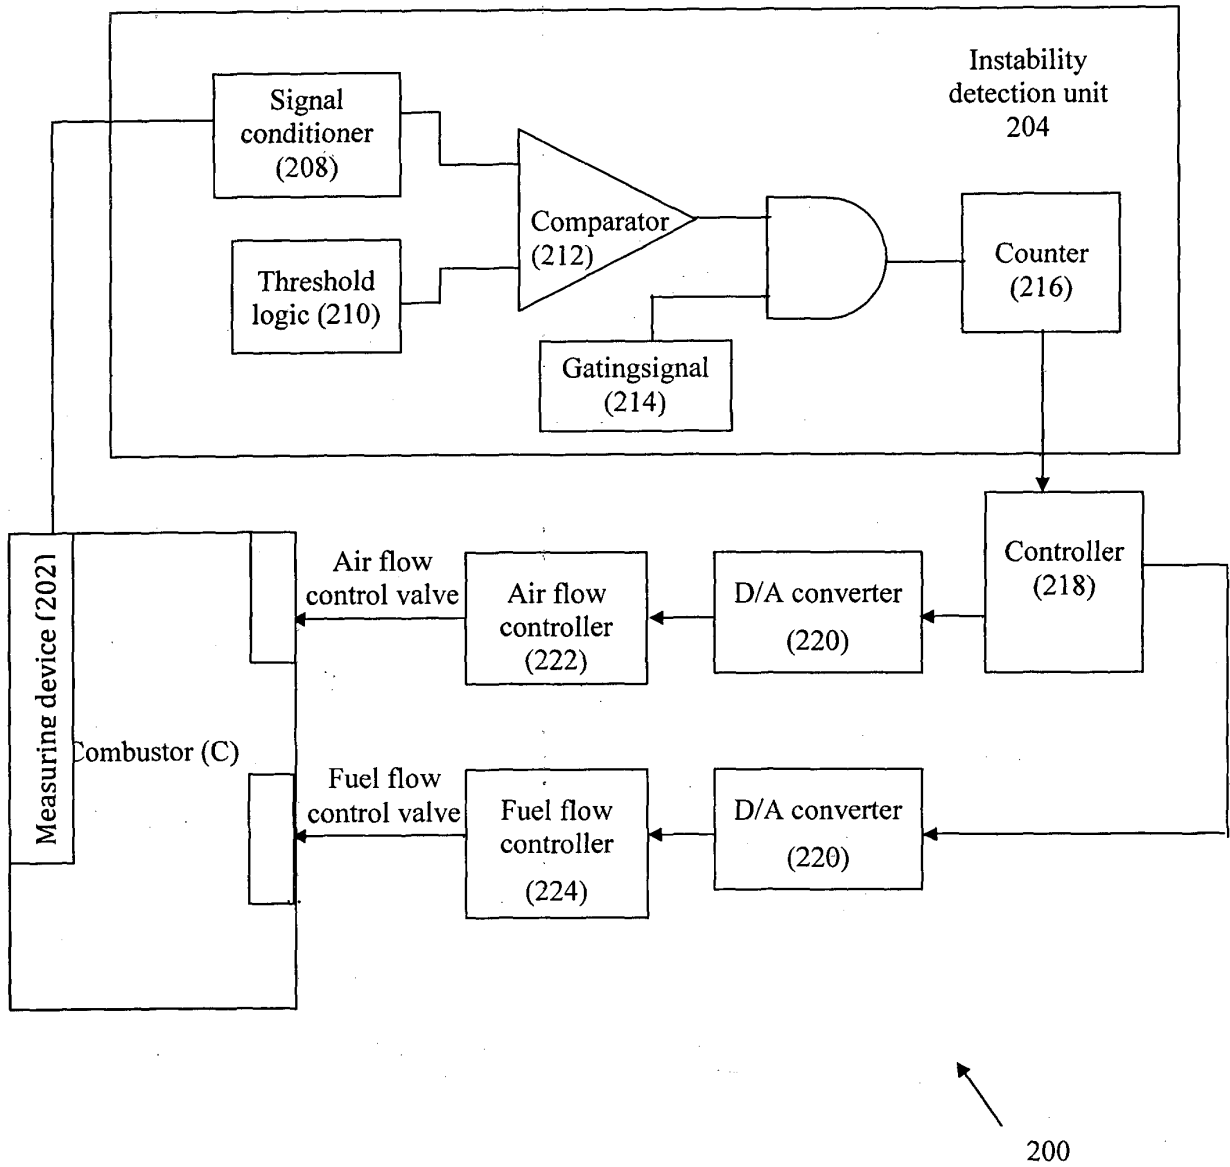 Instability
detection unit
204
Signal
conditioner
(208)
Threshold
logic (210)
Comparator
(212)
Gatingsignal
(214)
Counter
(216)
Controller
(218)
D/A converter
(220)
Air flow
controller
(222)
Air flow
control valve
D/A converter
(220)
Fuel flow
controller
(224)
Fuel flow
control valve
Measuring device (202)
Combustor (C)
200